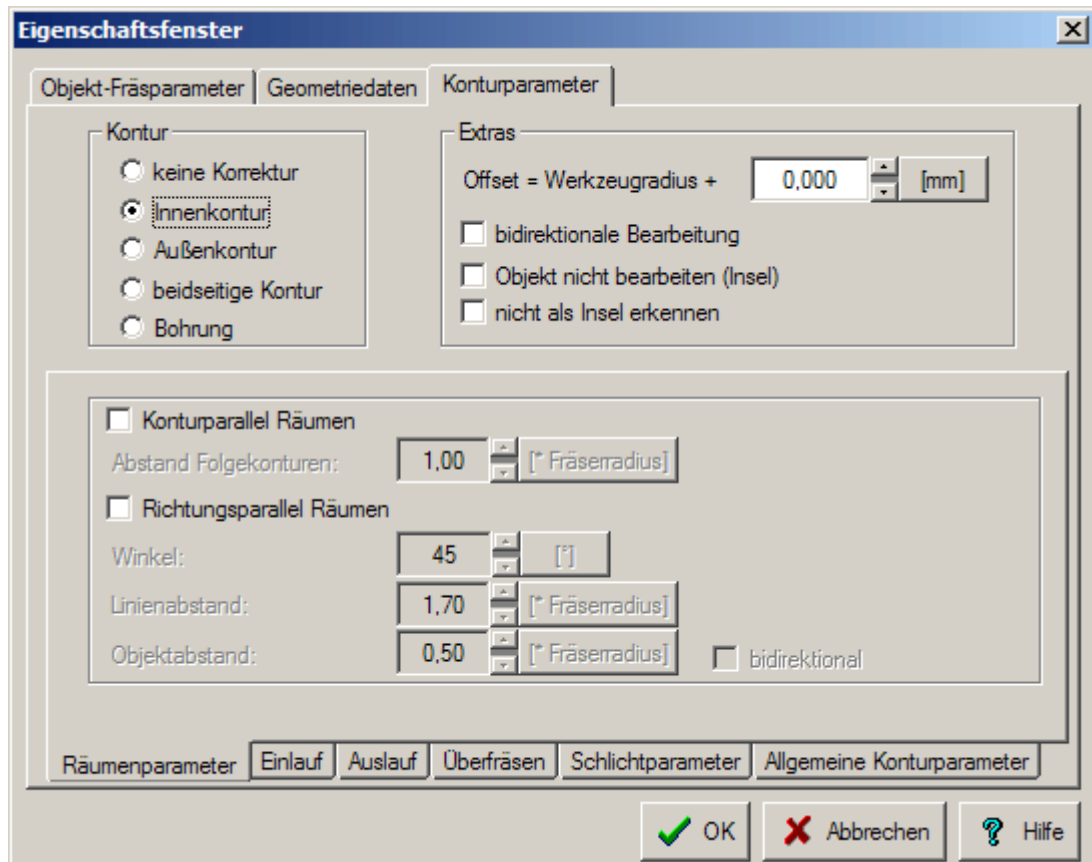 Eigenschaftsfenster
Objekt-Fräsparameter Geometriedaten Konturparameter
Kontur
keine Korrektur
Innenkontur
Außenkontur
beidseitige Kontur
Bohrung
Extras
Offset = Werkzeugradius + 0,000 [mm]
bidirektionale Bearbeitung
Objekt nicht bearbeiten (Insel)
nicht als Insel erkennen
Konturparallel Räumen
Abstand Folgekonturen: 1,00 [* Fräserradius]
Richtungsparallel Räumen
Winkel: 45 [°]
Linienabstand: 1,70 [* Fräserradius]
Objektabstand: 0,50 [* Fräserradius] bidirektional
Räumenparameter Einlauf Auslauf Überfräsen Schlichtparameter Allgemeine Konturparameter
OK Abbrechen Hilfe